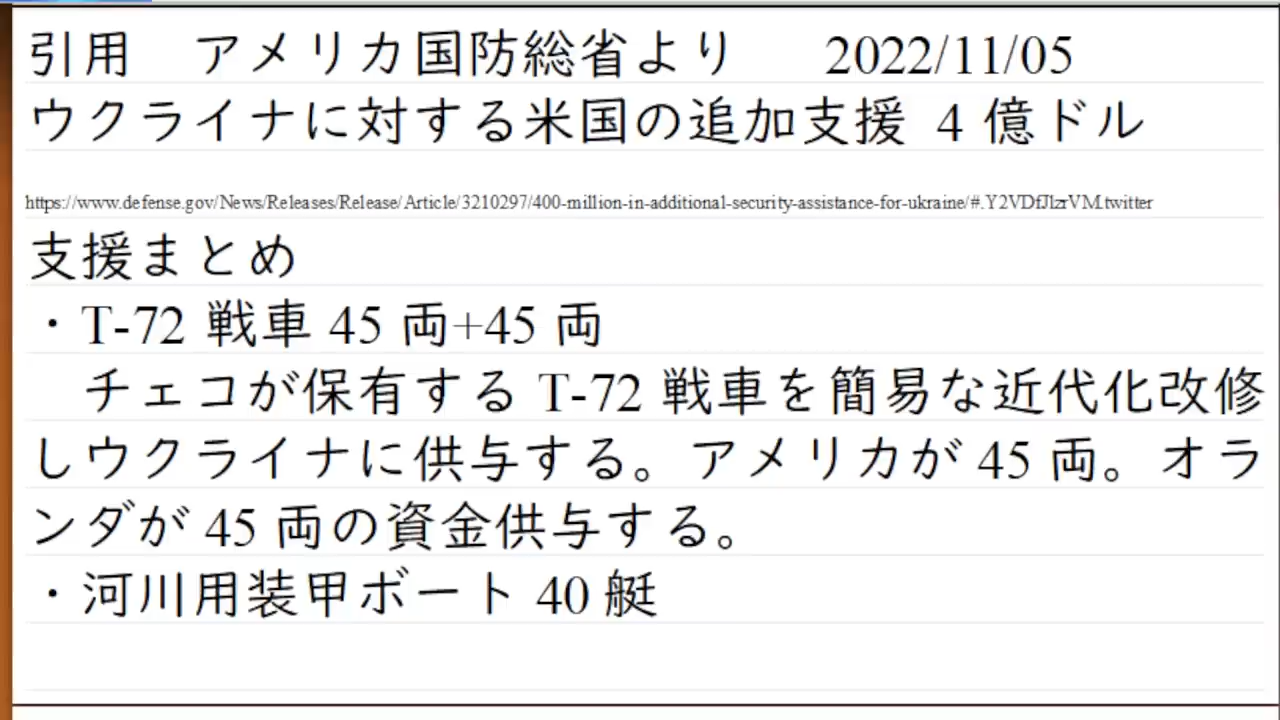 引用　アメリカ国防総省より　2022/11/05
ウクライナに対する米国の追加支援 4 億ドル
https://www.defense.gov/News/Releases/Release/Article/3210297/400-million-in-additional-security-assistance-for-ukraine/#.Y2VDfJlzrVM.twitter
支援まとめ
・T-72 戦車 45 両+45 両
　チェコが保有する T-72 戦車を簡易な近代化改修
しウクライナに供与する。アメリカが 45 両。オラ
ンダが 45 両の資金供与する。
・河川用装甲ボート 40 艇